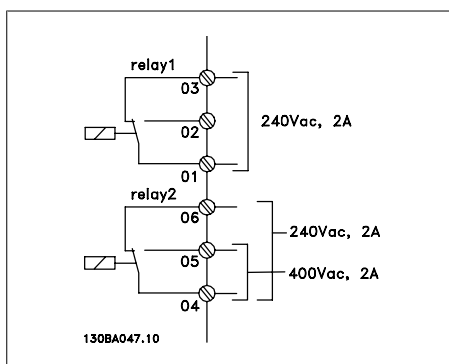 relay1
03
02
240Vac, 2A
01
relay2
06
240Vac, 2A
05
400Vac, 2A
04
130BA047.10